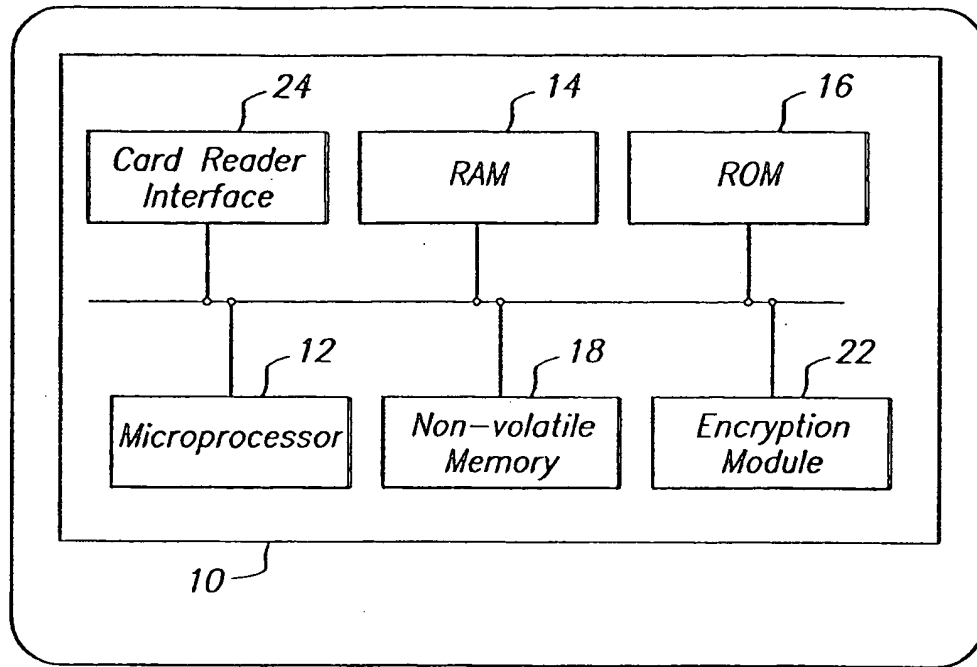 24
14
16
Card Reader
Interface
RAM
ROM
12
18
22
Microprocessor
Non-volatile
Memory
Encryption
Module
10